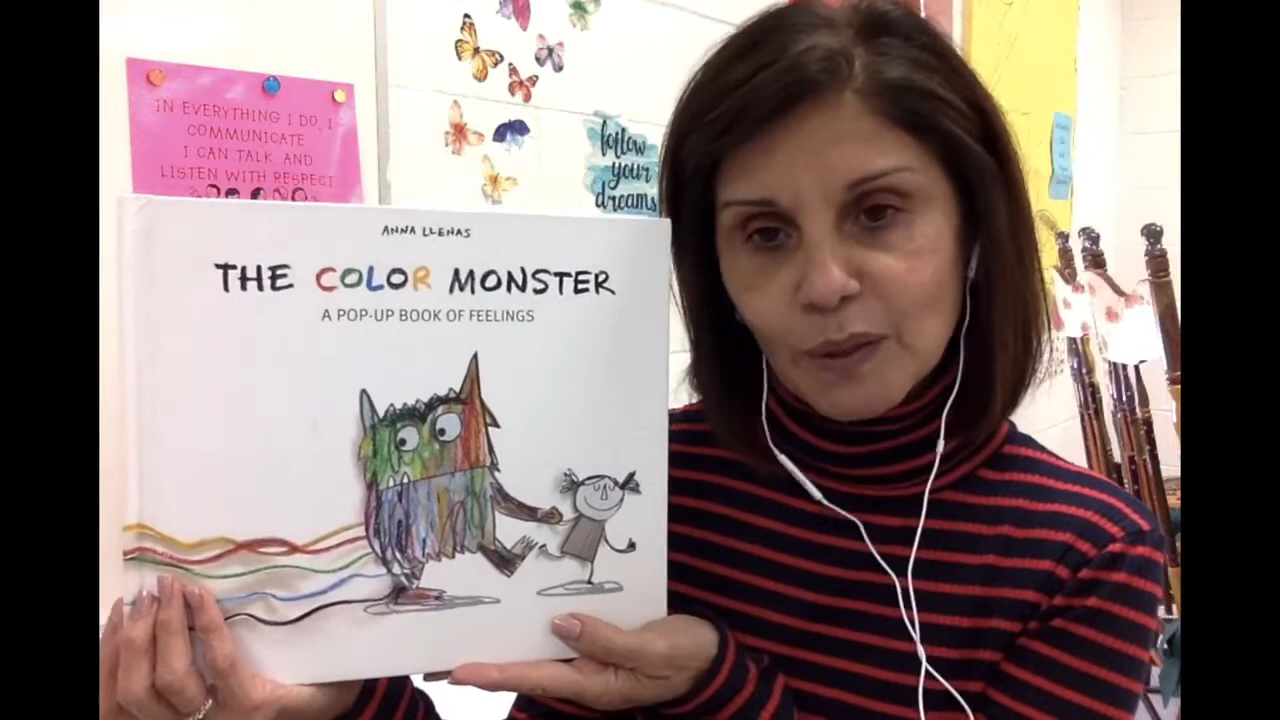 IN EVERYTHING I DO, I
COMMUNICATE
I CAN TALK AND
LISTEN WITH RESPECT
follow
your
dreams
ANNA LLENAS
THE COLOR MONSTER
A POP-UP BOOK OF FEELINGS